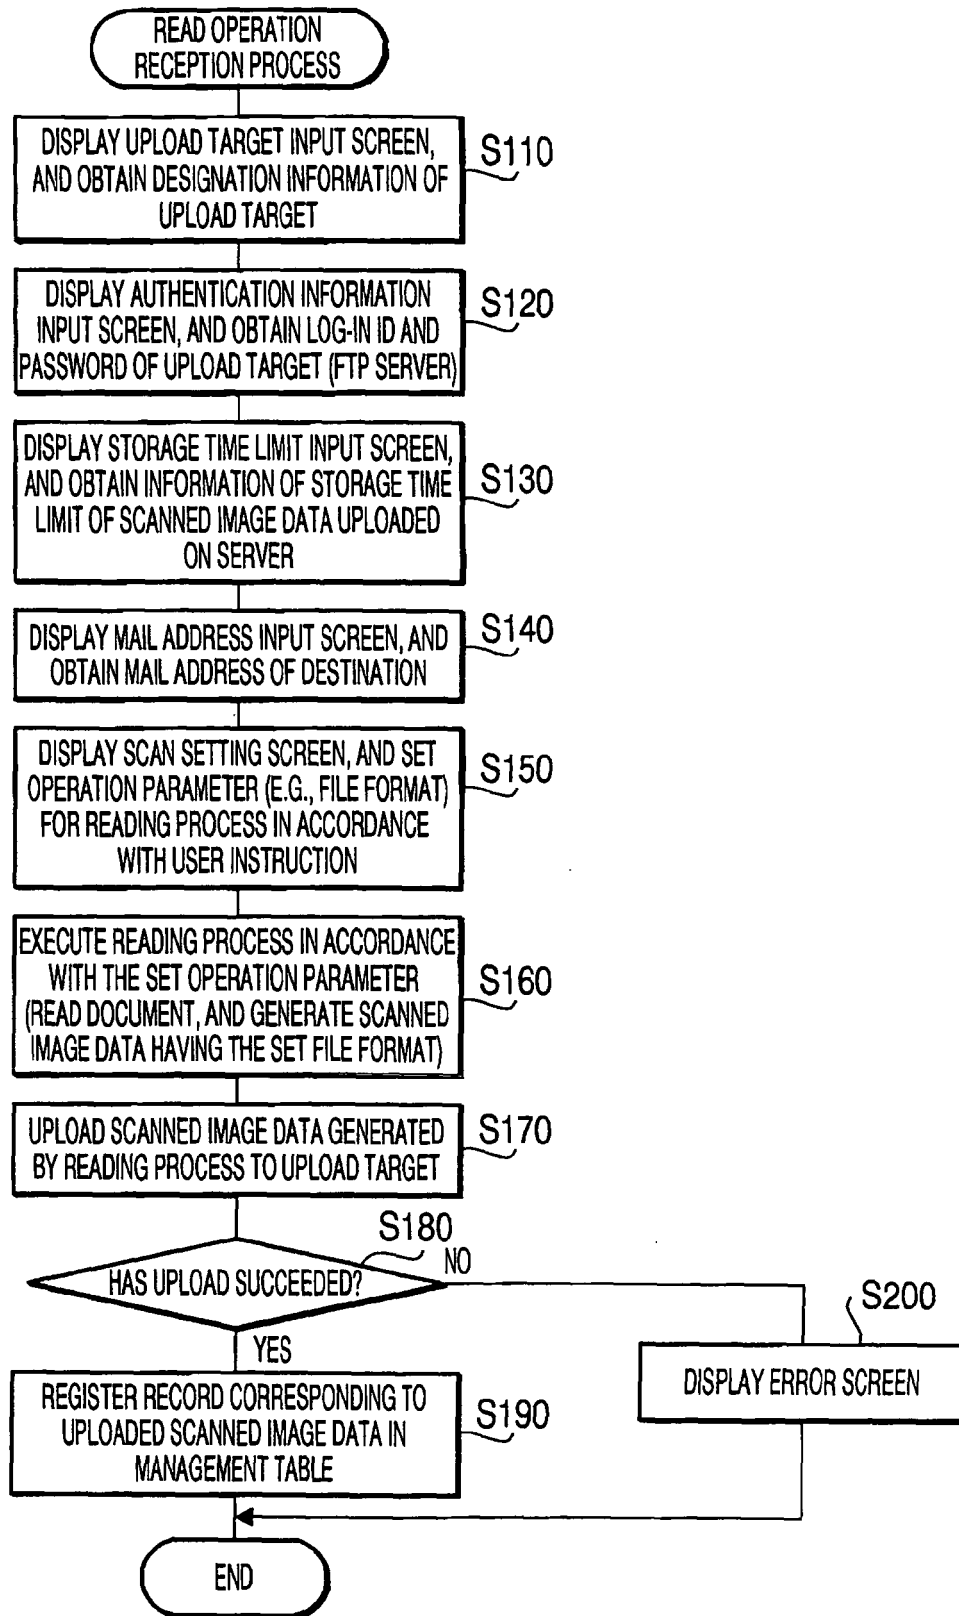 READ OPERATION
RECEPTION PROCESS
DISPLAY UPLOAD TARGET INPUT SCREEN,
AND OBTAIN DESIGNATION INFORMATION OF
UPLOAD TARGET
S110
DISPLAY AUTHENTICATION INFORMATION
INPUT SCREEN, AND OBTAIN LOG-IN ID AND
PASSWORD OF UPLOAD TARGET (FTP SERVER)
S120
DISPLAY STORAGE TIME LIMIT INPUT SCREEN,
AND OBTAIN INFORMATION OF STORAGE TIME
LIMIT OF SCANNED IMAGE DATA UPLOADED
ON SERVER
S130
DISPLAY MAIL ADDRESS INPUT SCREEN, AND
OBTAIN MAIL ADDRESS OF DESTINATION
S140
DISPLAY SCAN SETTING SCREEN, AND SET
OPERATION PARAMETER (E.G., FILE FORMAT)
FOR READING PROCESS IN ACCORDANCE
WITH USER INSTRUCTION
S150
EXECUTE READING PROCESS IN ACCORDANCE
WITH THE SET OPERATION PARAMETER
(READ DOCUMENT, AND GENERATE SCANNED
IMAGE DATA HAVING THE SET FILE FORMAT)
S160
UPLOAD SCANNED IMAGE DATA GENERATED
BY READING PROCESS TO UPLOAD TARGET
S170
HAS UPLOAD SUCCEEDED?
S180
NO
YES
REGISTER RECORD CORRESPONDING TO
UPLOADED SCANNED IMAGE DATA IN
MANAGEMENT TABLE
S190
S200
DISPLAY ERROR SCREEN
END